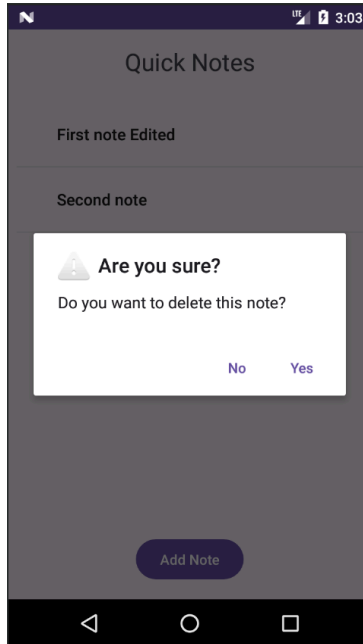 LTE 3:03
Quick Notes
First note Edited
Second note
Are you sure?
Do you want to delete this note?
No Yes
Add Note